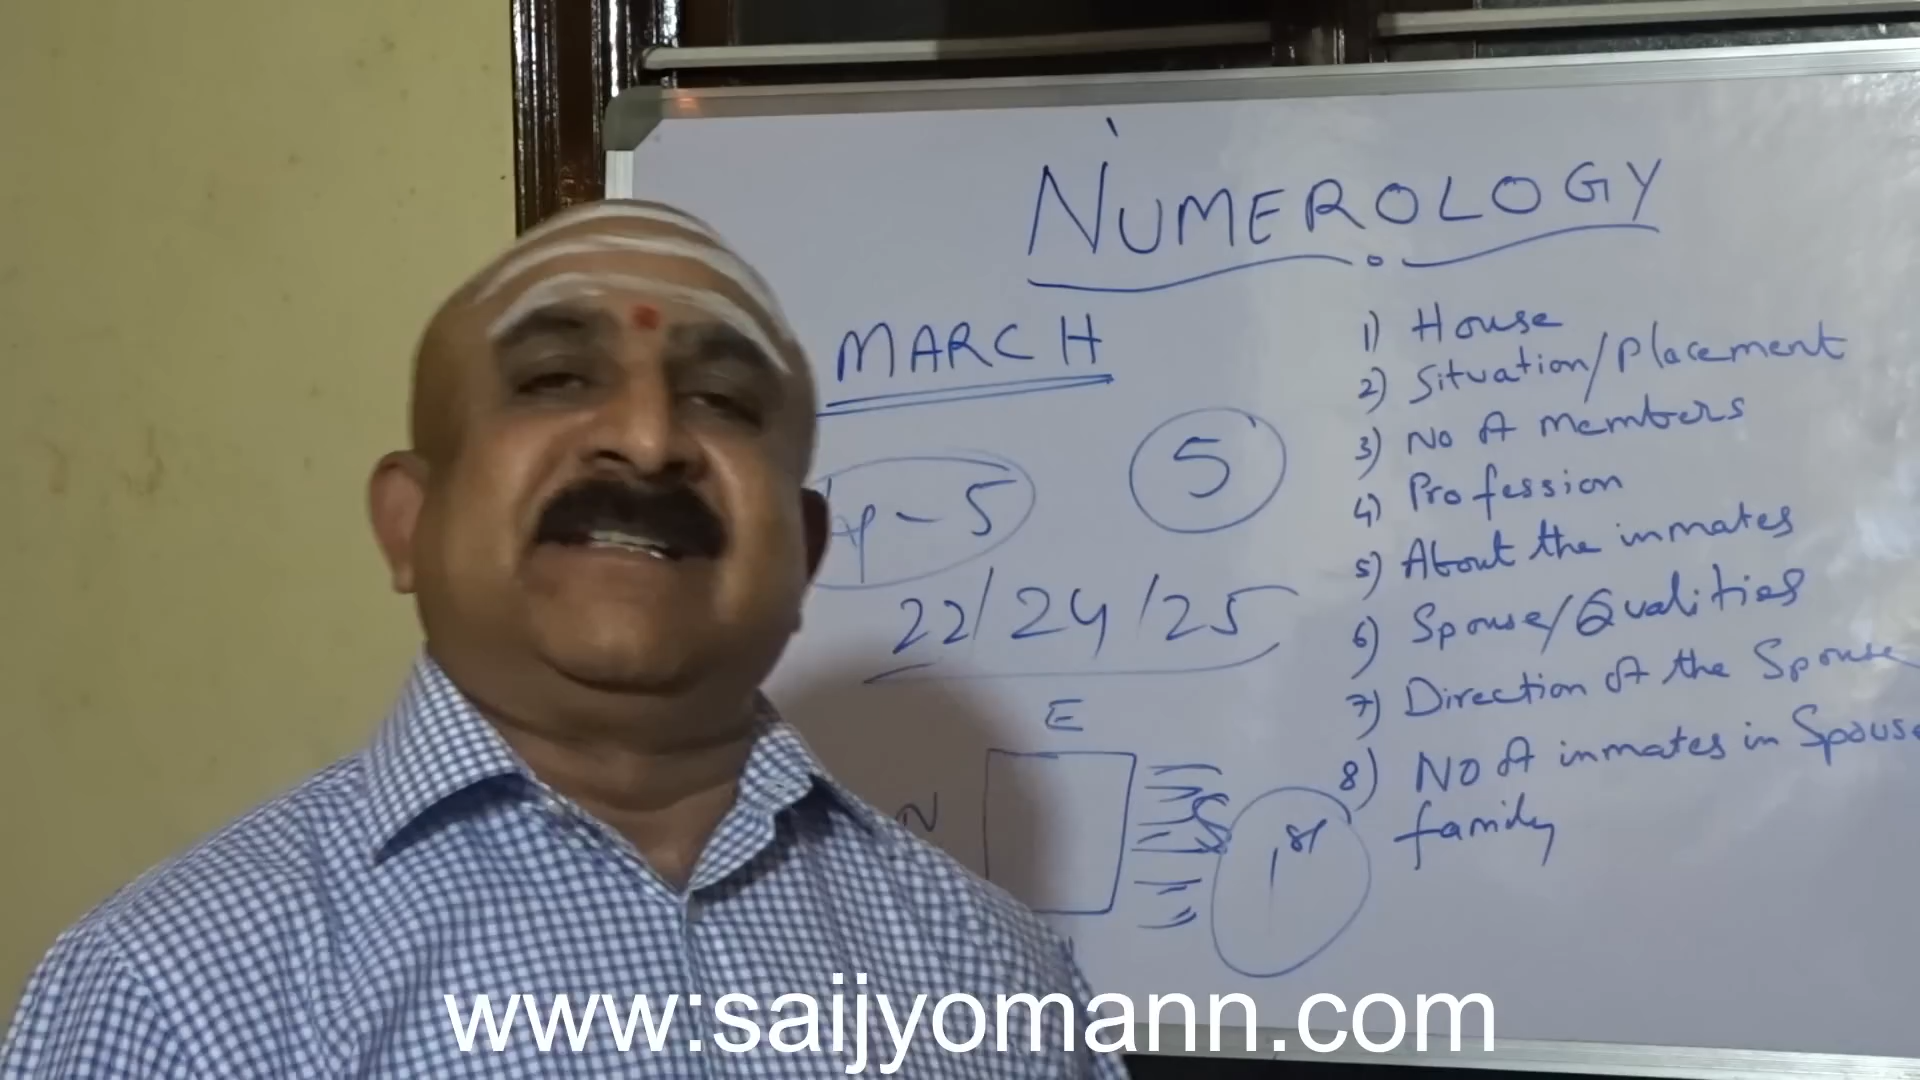 NUMEROLOGY
MARCH
- 5
5
22/24/25
E
N
S
1st
1) House
2) Situation/Placement
3) No of members
4) Profession
5) About the inmates
6) Spouse/Qualities
7) Direction of the Spouse
8) No of inmates in Spouse
family
www:saijyomann.com